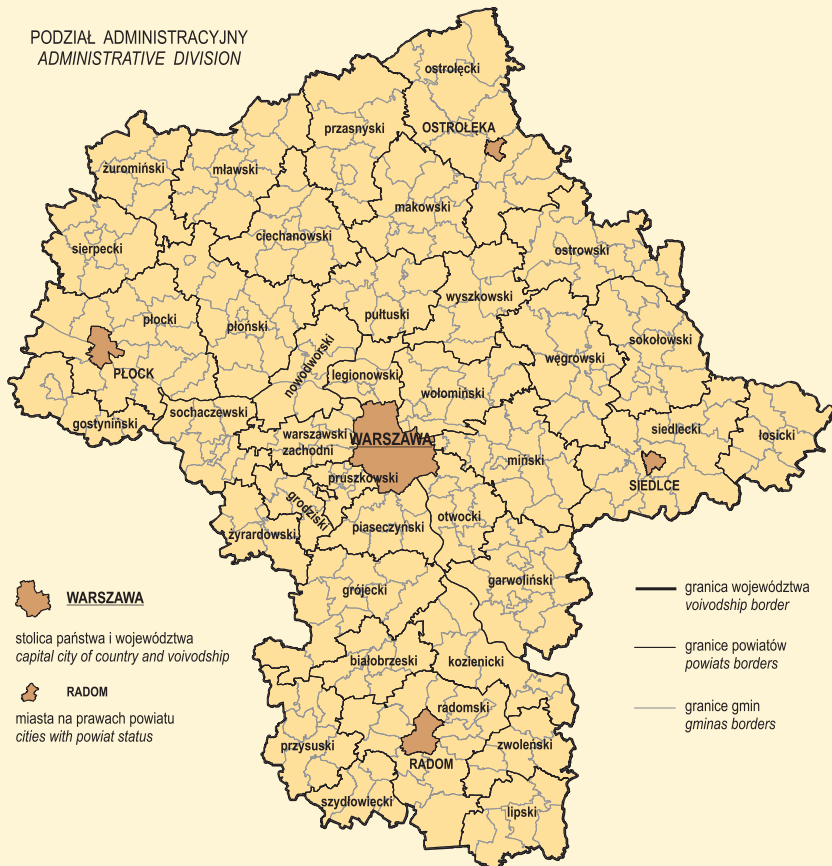 PODZIAŁ ADMINISTRACYJNY
ADMINISTRATIVE DIVISION
ostrołęcki
przasnyski
OSTROŁĘKA
żuromiński
mławski
makowski
ciechanowski
sierpecki
ostrowski
wyszkowski
płocki
płoński
pułtuski
sokołowski
nowodworski
węgrowski
PŁOCK
legionowski
wołomiński
gostyniński
sochaczewski
warszawski
zachodni
WARSZAWA
siedlecki
łosicki
miński
pruszkowski
SIEDLCE
grodziski
otwocki
piaseczyński
żyrardowski
garwoliński
grójecki
białobrzeski
kozienicki
radomski
przysuski
zwoleński
RADOM
szydłowiecki
lipski
WARSZAWA
stolica państwa i województwa
capital city of country and voivodship
RADOM
miasta na prawach powiatu
cities with powiat status
granica województwa
voivodship border
granice powiatów
powiats borders
granice gmin
gminas borders